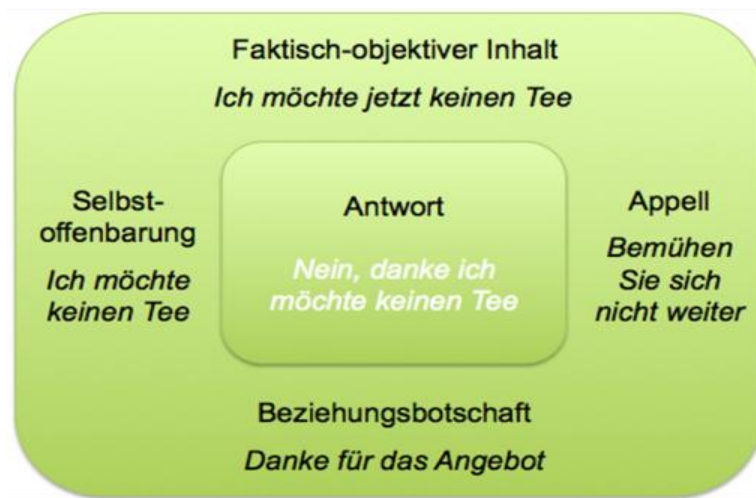 Faktisch-objektiver Inhalt
Ich möchte jetzt keinen Tee
Selbst-
offenbarung
Ich möchte
keinen Tee
Antwort
Nein, danke ich
möchte keinen Tee
Appell
Bemühen
Sie sich
nicht weiter
Beziehungsbotschaft
Danke für das Angebot